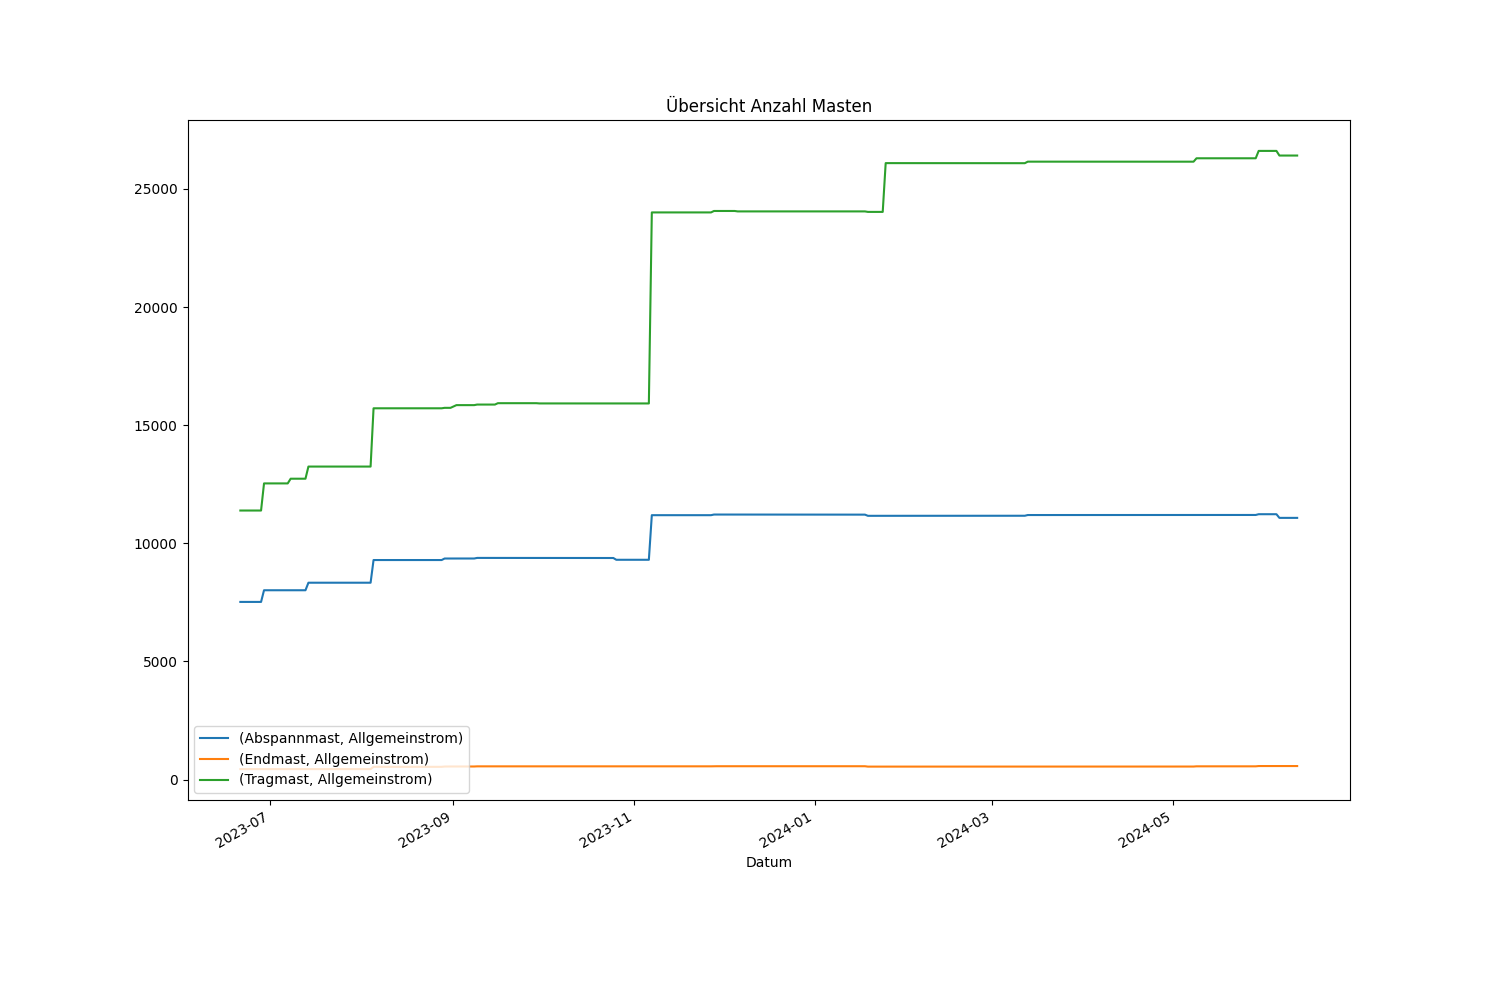 Übersicht Anzahl Masten
25000
20000
15000
10000
5000
0
(Abspannmast, Allgemeinstrom)
(Endmast, Allgemeinstrom)
(Tragmast, Allgemeinstrom)
2023-07
2023-09
2023-11
2024-01
2024-03
2024-05
Datum